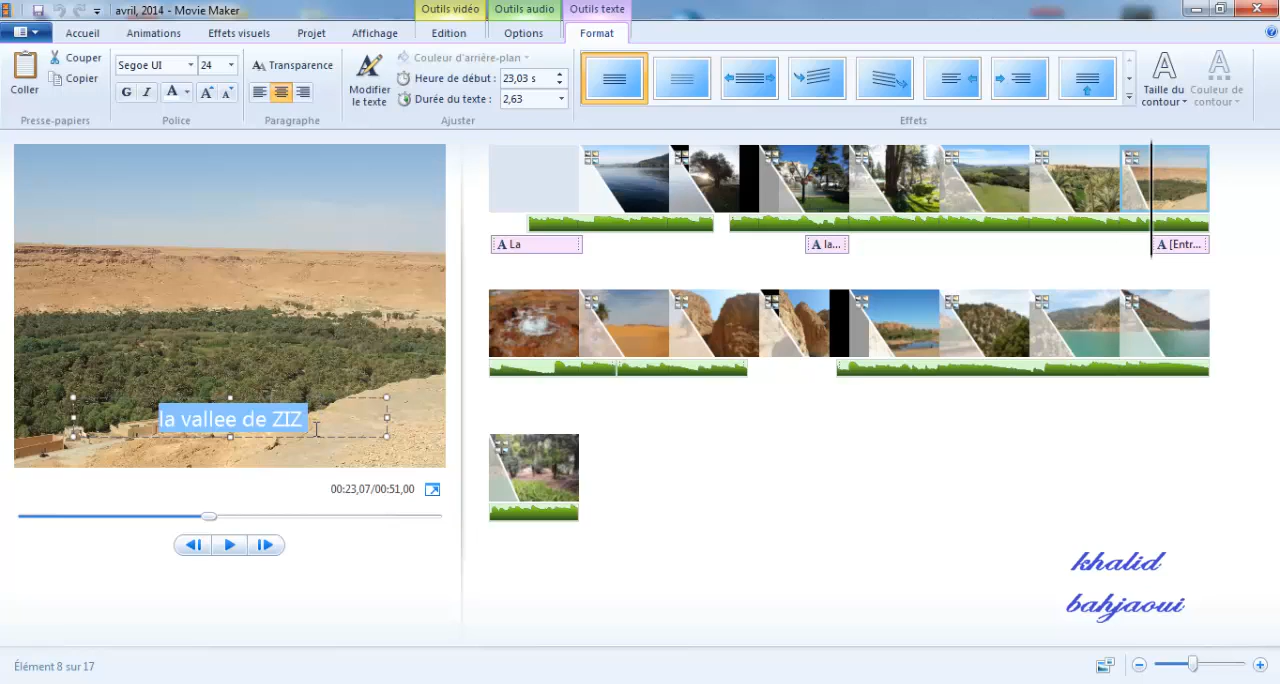 avril, 2014 - Movie Maker
Outils vidéo
Outils audio
Outils texte
Accueil
Animations
Effets visuels
Projet
Affichage
Edition
Options
Format
Coller
Couper
Copier
Presse-papiers
Segoe UI
24
G I A A A
Police
Transparence
Paragraphe
Modifier
le texte
Couleur d'arrière-plan
Heure de début : 23,03 s
Durée du texte : 2,63
Ajuster
Effets
Taille du
contour
Couleur de
contour
la vallee de ZIZ
00:23,07/00:51,00
A La
A la...
A [Entr...
khalid
bahjaoui
Élément 8 sur 17